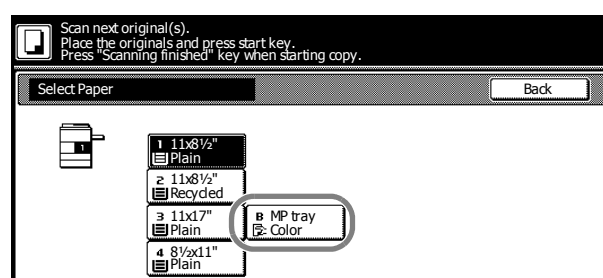 Scan next original(s).
Place the originals and press start key.
Press "Scanning finished" key when starting copy.
Select Paper
Back
1
1 11x8½"
Plain
2 11x8½"
Recycled
3 11x17"
Plain
B MP tray
Color
4 8½x11"
Plain